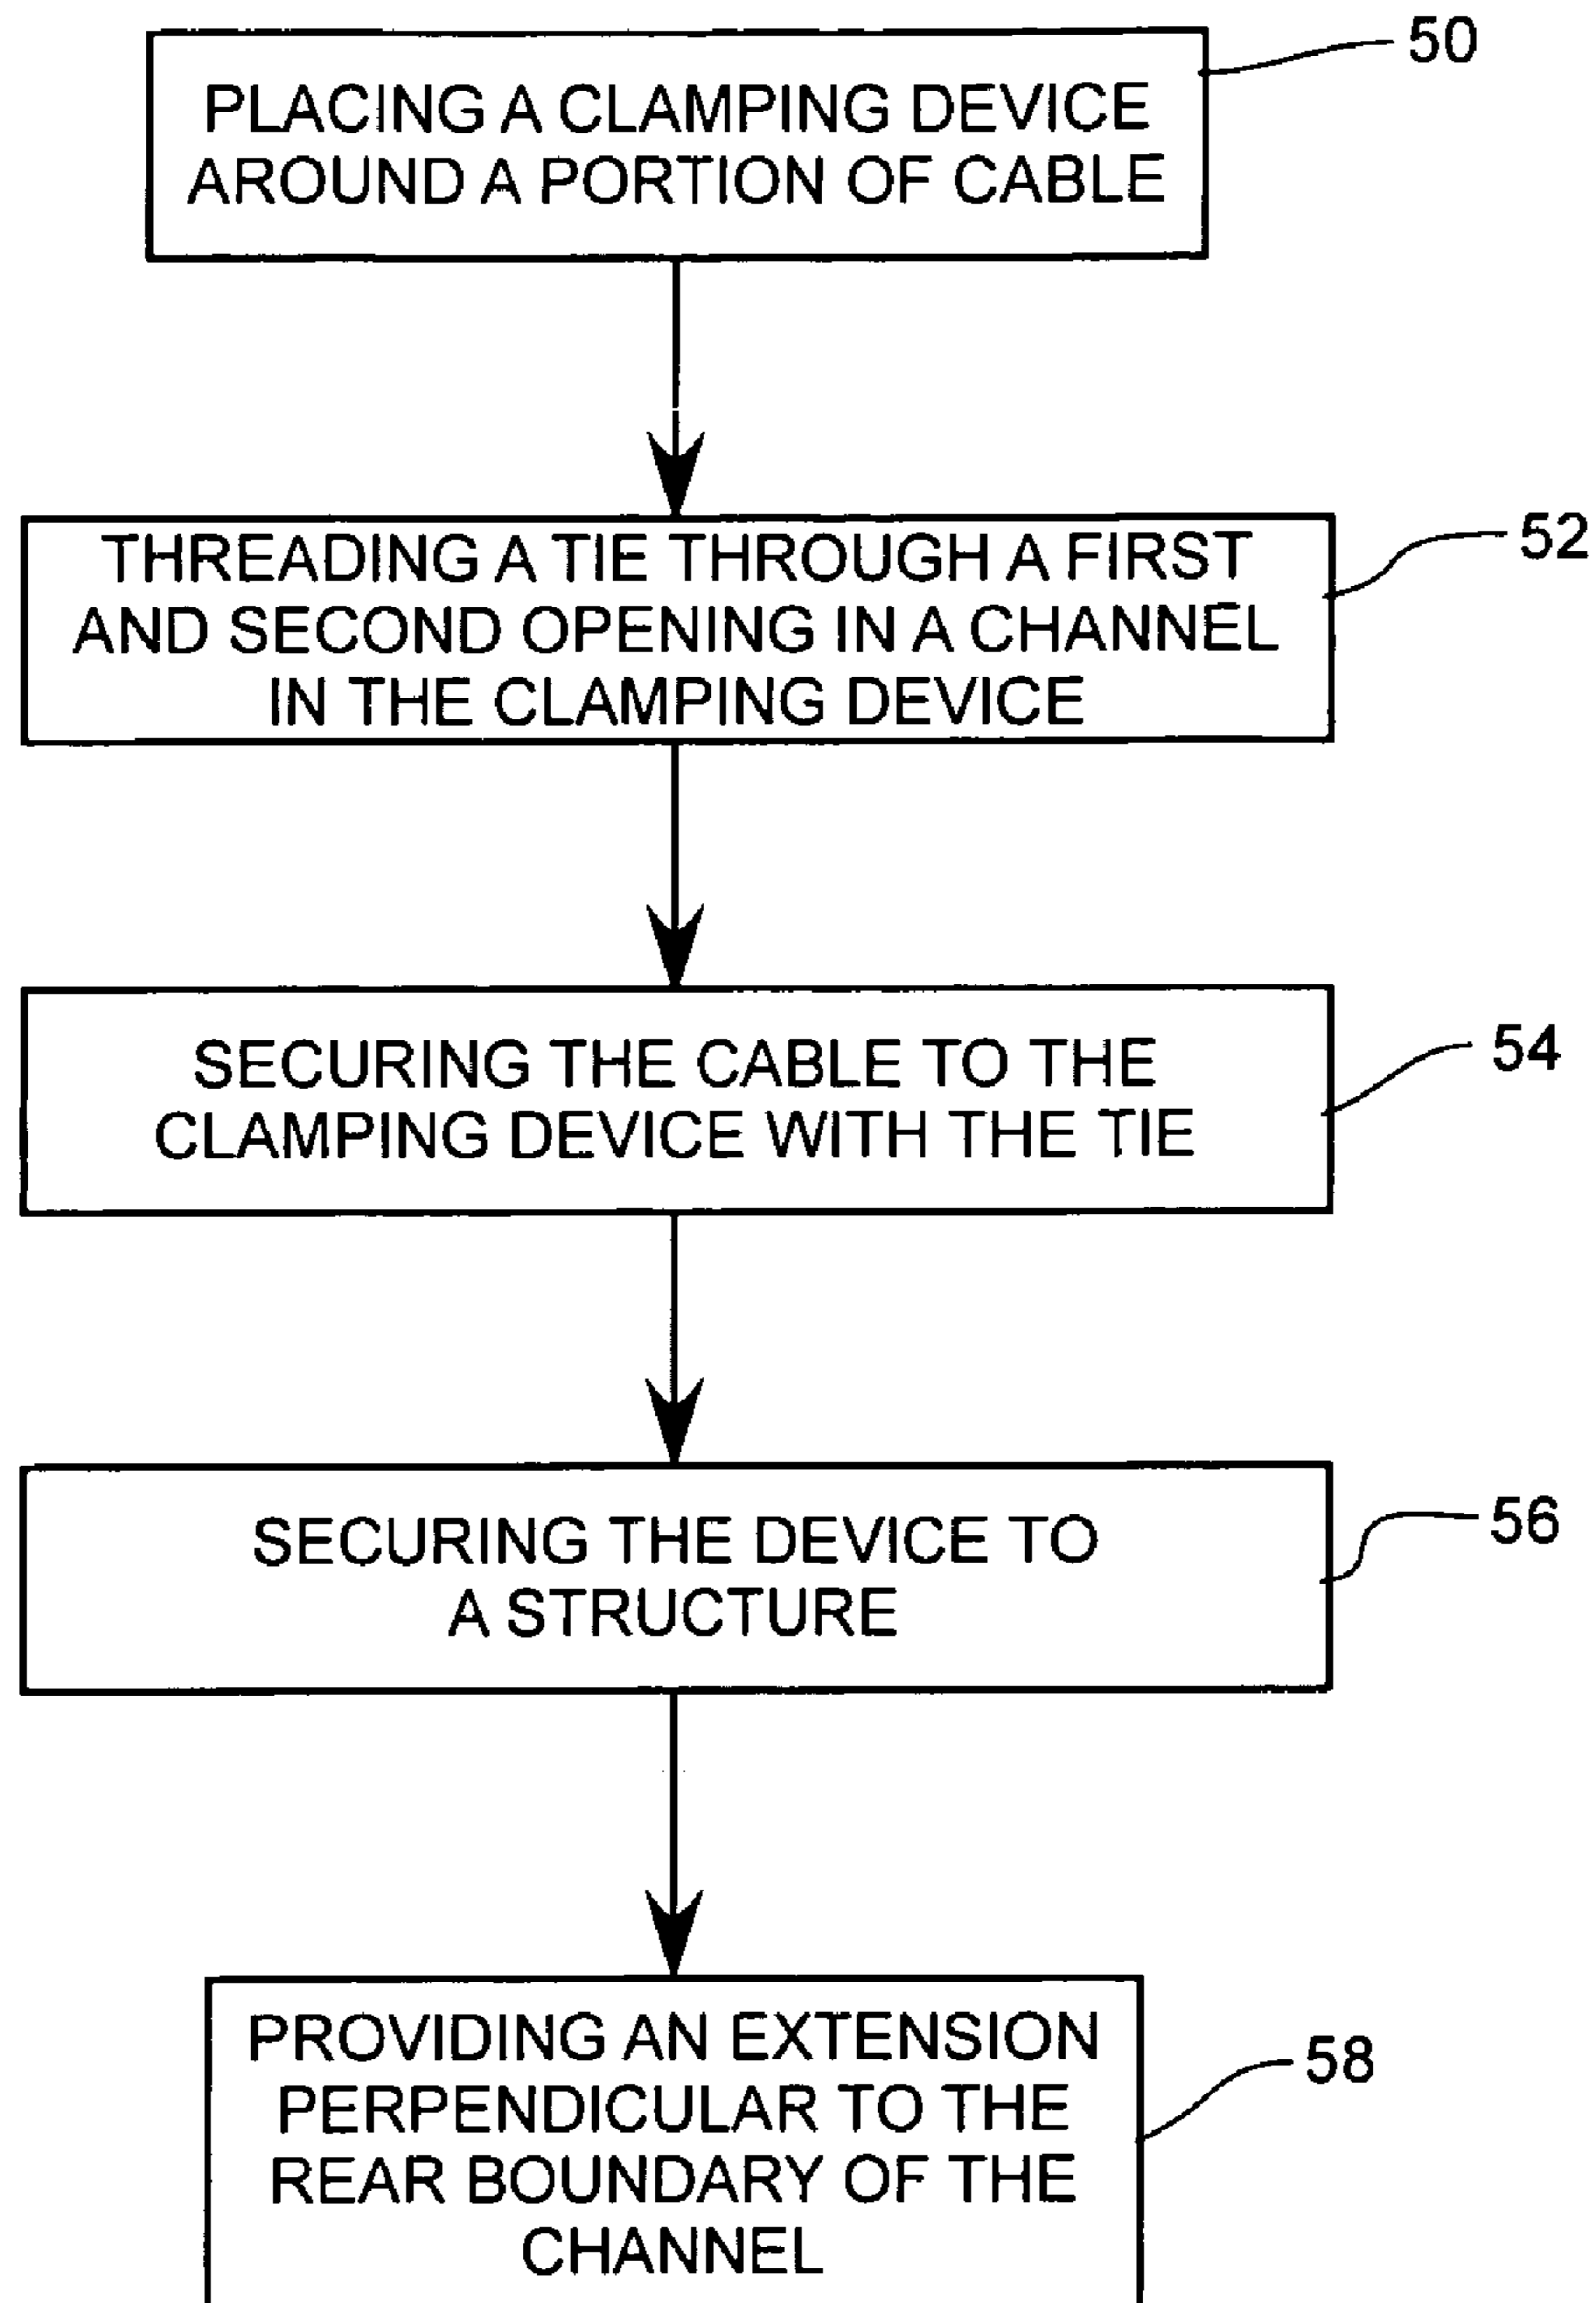 50
PLACING A CLAMPING DEVICE
AROUND A PORTION OF CABLE
52
THREADING A TIE THROUGH A FIRST
AND SECOND OPENING IN A CHANNEL
IN THE CLAMPING DEVICE
54
SECURING THE CABLE TO THE
CLAMPING DEVICE WITH THE TIE
56
SECURING THE DEVICE TO
A STRUCTURE
58
PROVIDING AN EXTENSION
PERPENDICULAR TO THE
REAR BOUNDARY OF THE
CHANNEL